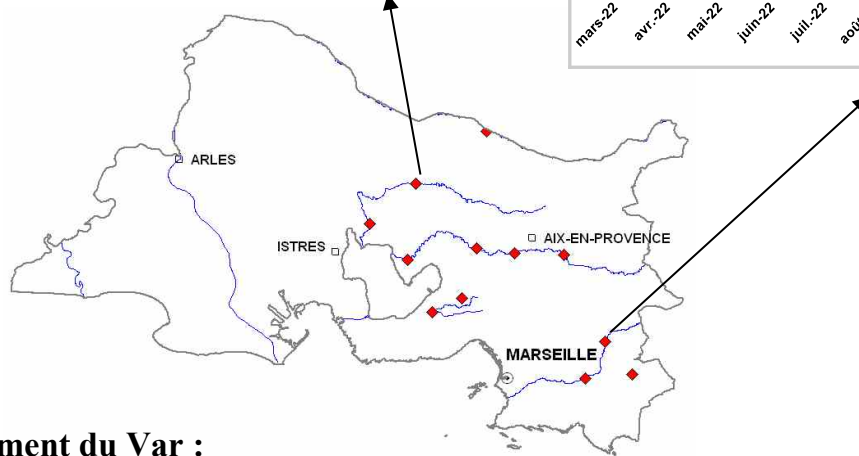 mars-22
avr.-22
mai-22
juin-22
juil.-22
ARLES
AIX-EN-PROVENCE
ISTRES
MARSEILLE
ment du Var :